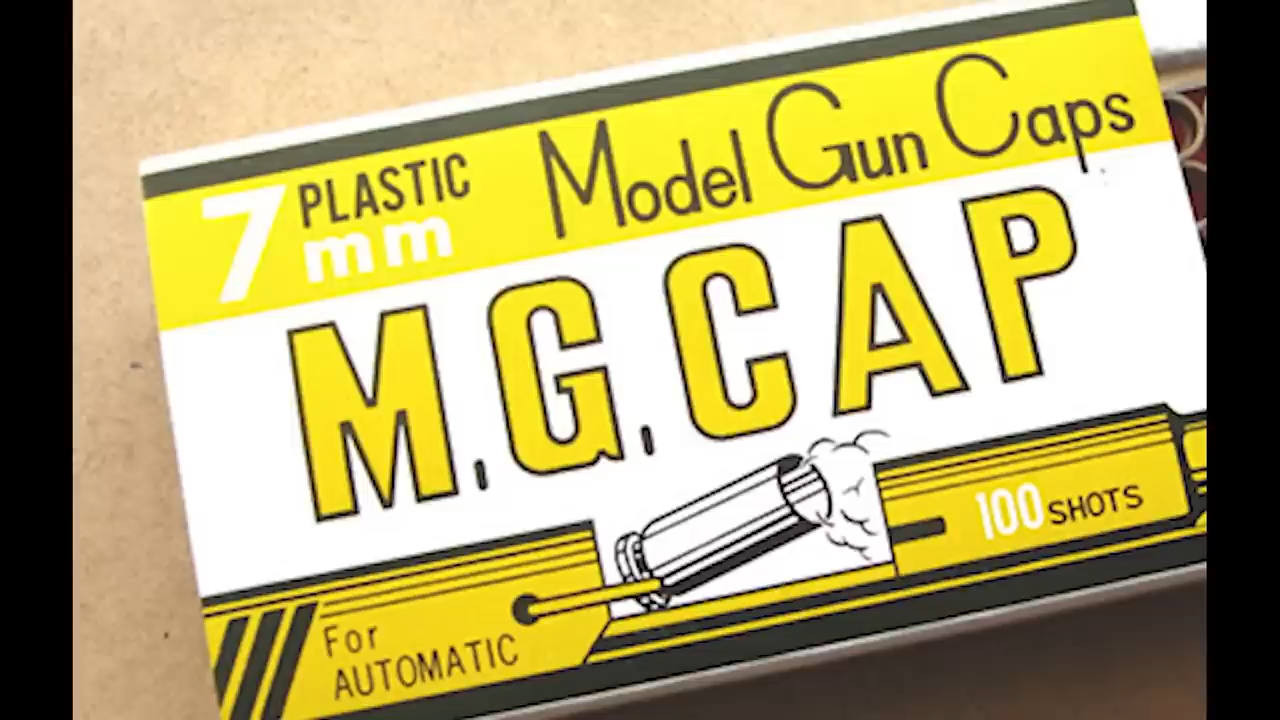 7 mm PLASTIC Model Gun Caps
M.G.CAP
100 SHOTS
For
AUTOMATIC